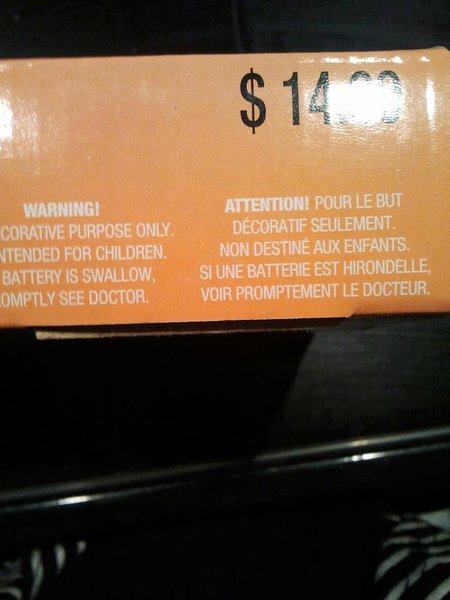 $ 14.
WARNING!
CORATIVE PURPOSE ONLY.
NTENDED FOR CHILDREN.
BATTERY IS SWALLOW,
OMPTLY SEE DOCTOR.
ATTENTION! POUR LE BUT
DÉCORATIF SEULEMENT.
NON DESTINÉ AUX ENFANTS.
SI UNE BATTERIE EST HIRONDELLE,
VOIR PROMPTEMENT LE DOCTEUR.